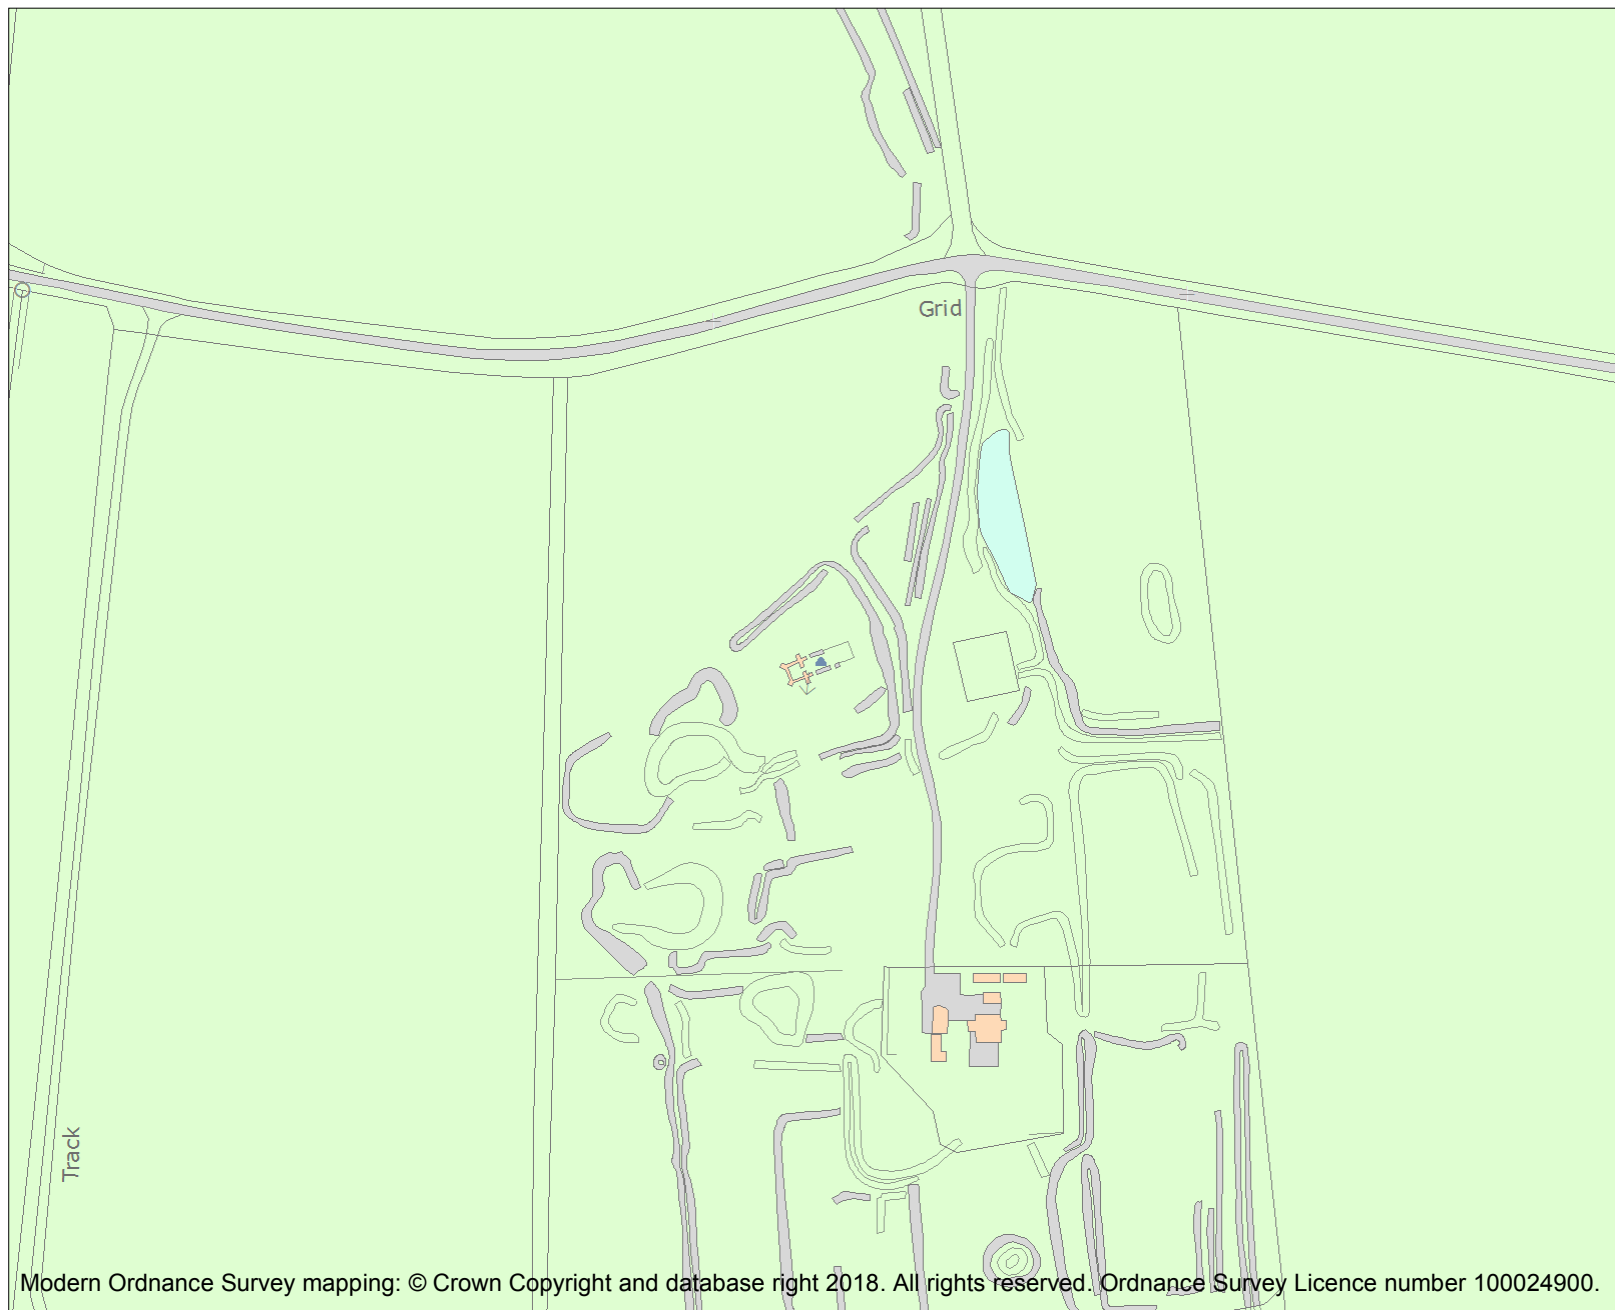 Grid
Track
Modern Ordnance Survey mapping: © Crown Copyright and database right 2018. All rights reserved. Ordnance Survey Licence number 100024900.